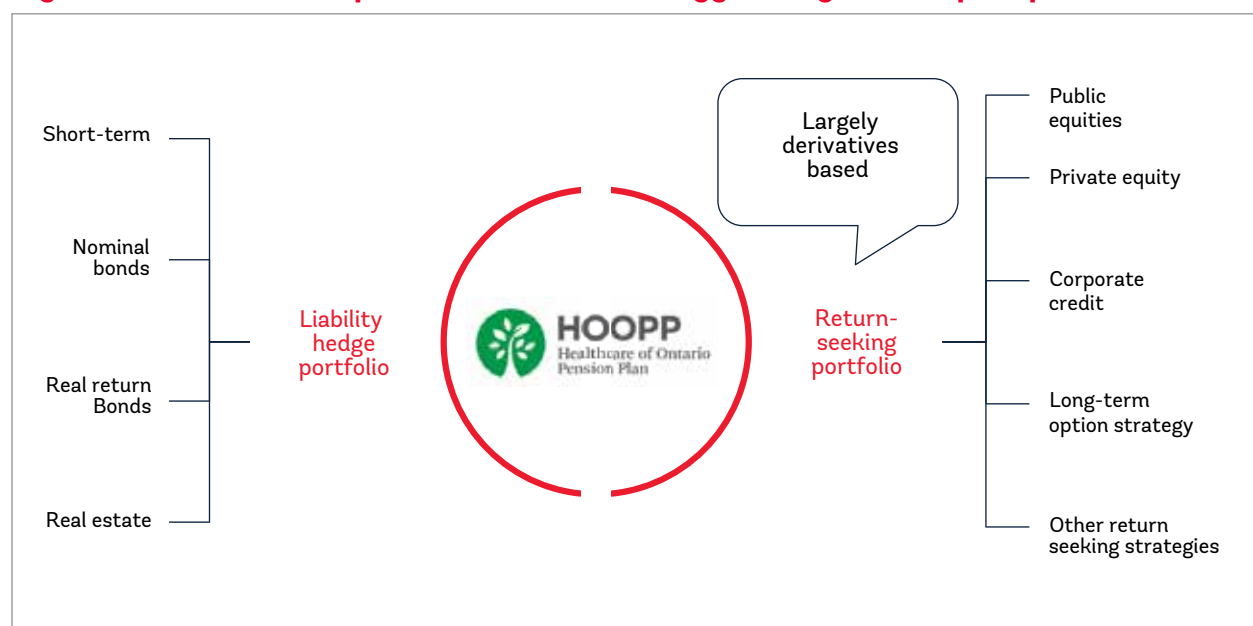 Short-term
Nominal
bonds
Real return
Bonds
Real estate
Liability
hedge
portfolio
HOOPP
Healthcare of Ontario
Pension Plan
Largely
derivatives
based
Return-
seeking
portfolio
Public
equities
Private equity
Corporate
credit
Long-term
option strategy
Other return
seeking strategies